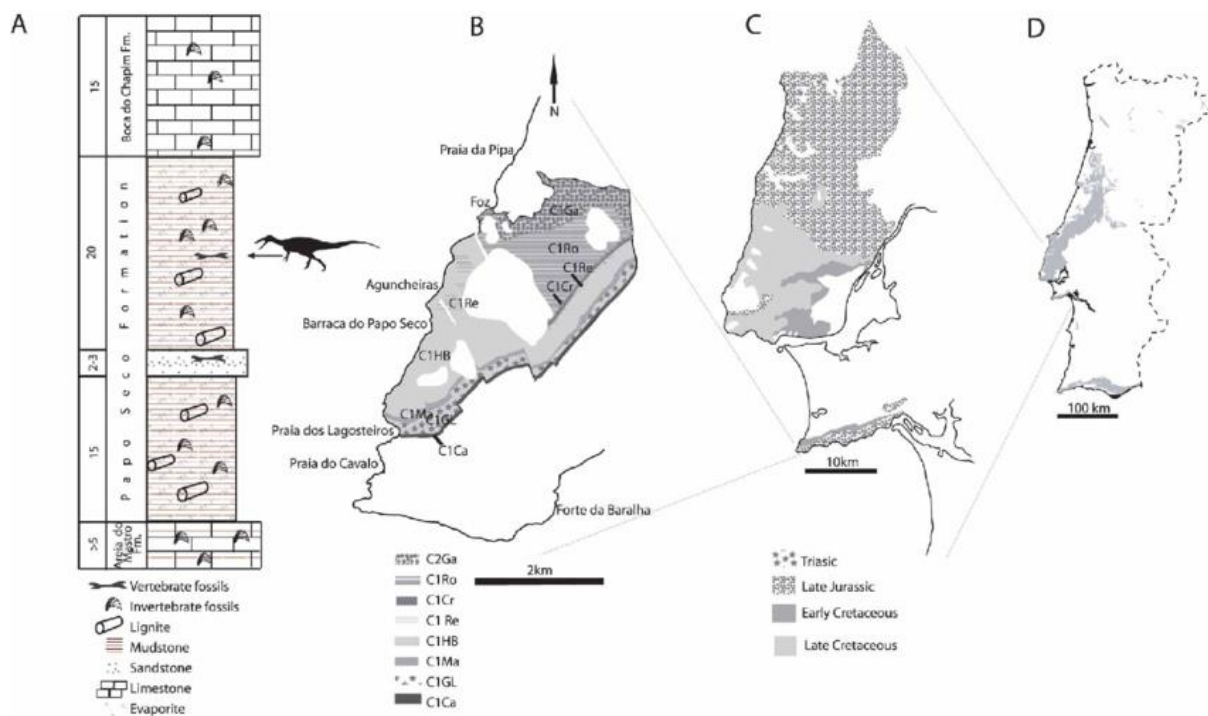 A
15
Boca do Chapim Fm.
20
2-3
15
Papo Seco Formation
>5
Areia do Mastro Fm.
Vertebrate fossils
Invertebrate fossils
Lignite
Mudstone
Sandstone
Limestone
Evaporite
B
N
Praia da Pipa
Foz
C1Ga
C1Ro
C1Re
C1Cr
Aguncheiras
C1Re
Barraca do Papo Seco
C1HB
C1Ma
C1GL
Praia dos Lagosteiros
C1Ca
Praia do Cavalo
Forte da Baralha
C2Ga
C1Ro
C1Cr
C1 Re
C1HB
C1Ma
C1GL
C1Ca
2km
C
10km
Triasic
Late Jurassic
Early Cretaceous
Late Cretaceous
D
100 km